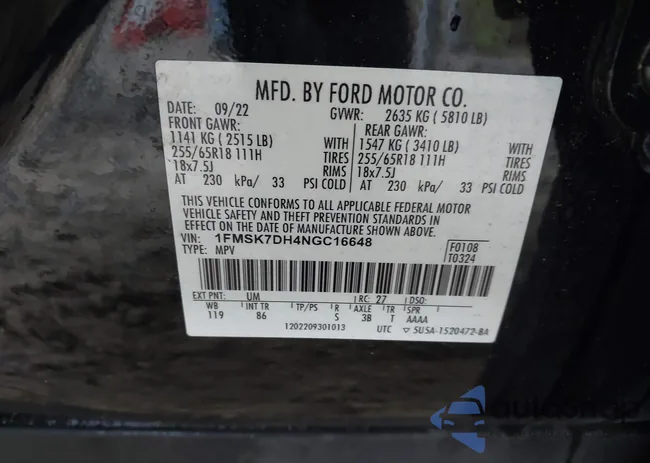 MFD. BY FORD MOTOR CO.
DATE: 09/22 GVWR: 2635 KG ( 5810 LB)
FRONT GAWR: REAR GAWR:
1141 KG ( 2515 LB) WITH 1547 KG ( 3410 LB) WITH
255/65R18 111H TIRES 255/65R18 111H TIRES
18x7.5J RIMS 18x7.5J RIMS
AT 230 kPa/ 33 PSI COLD AT 230 kPa/ 33 PSI COLD
THIS VEHICLE CONFORMS TO ALL APPLICABLE FEDERAL MOTOR
VEHICLE SAFETY AND THEFT PREVENTION STANDARDS IN
EFFECT ON THE DATE OF MANUFACTURE SHOWN ABOVE.
VIN: 1FMSK7DH4NGC16648 F0108
TYPE: MPV T0324
EXT PNT: UM RC: 27 DSO:
WB INT TR TP/PS R AXLE TR SPR
119 86 S 3B T AAAA
1202209301013 UTC 5U5A-1520472-BA
autoshop